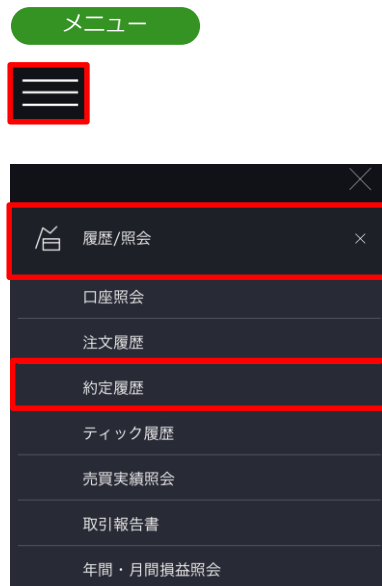 メニュー
履歴/照会
口座照会
注文履歴
約定履歴
ティック履歴
売買実績照会
取引報告書
年間・月間損益照会